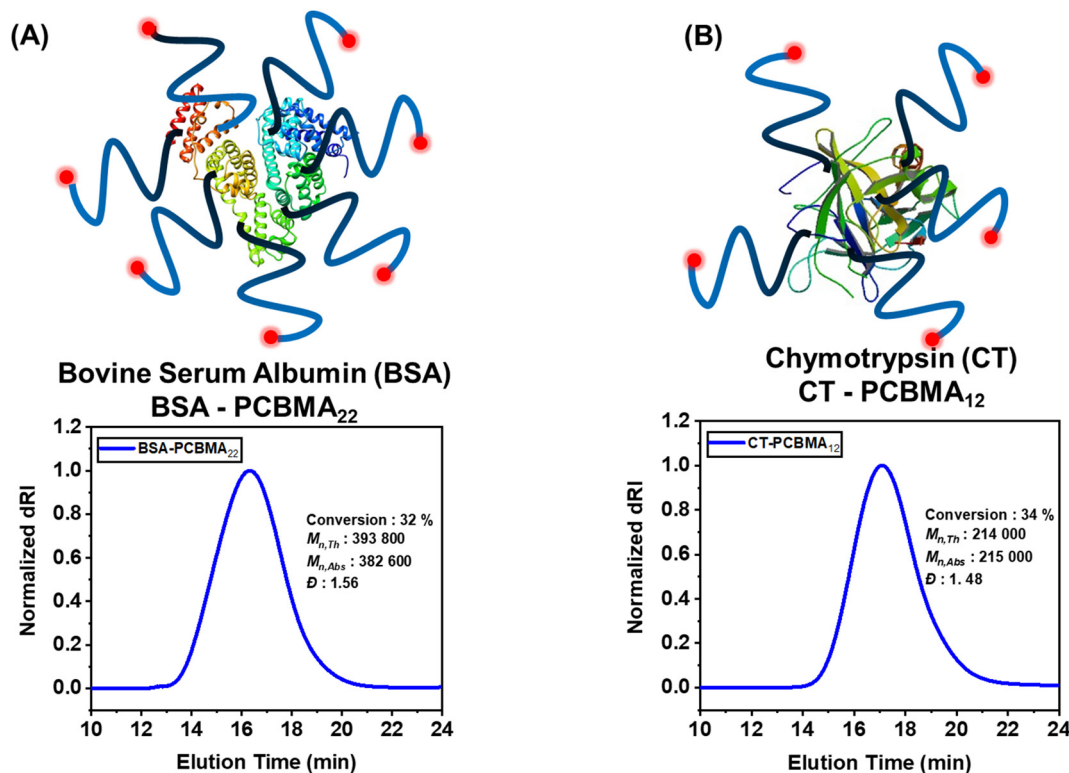 (A)
Bovine Serum Albumin (BSA)
BSA - PCBMA₂₂
1.2
1.0
0.8
0.6
0.4
0.2
0.0
Normalized dRI
BSA-PCBMA₂₂
Conversion : 32 %
Mn,Th : 393 800
Mn,Abs : 382 600
Đ : 1.56
10 12 14 16 18 20 22 24
Elution Time (min)
(B)
Chymotrypsin (CT)
CT - PCBMA₁₂
1.2
1.0
0.8
0.6
0.4
0.2
0.0
Normalized dRI
CT-PCBMA₁₂
Conversion : 34 %
Mn,Th : 214 000
Mn,Abs : 215 000
Đ : 1. 48
10 12 14 16 18 20 22 24
Elution Time (min)